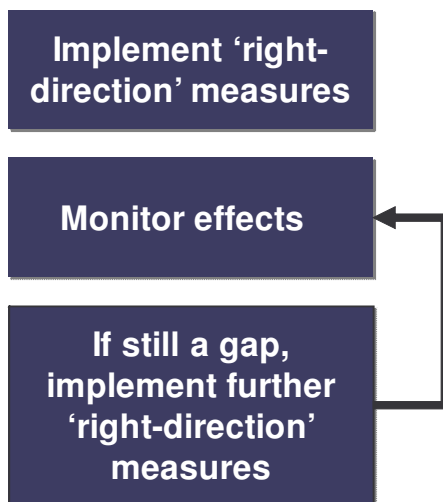 Implement ‘right-
direction’ measures
Monitor effects
If still a gap,
implement further
‘right-direction’
measures